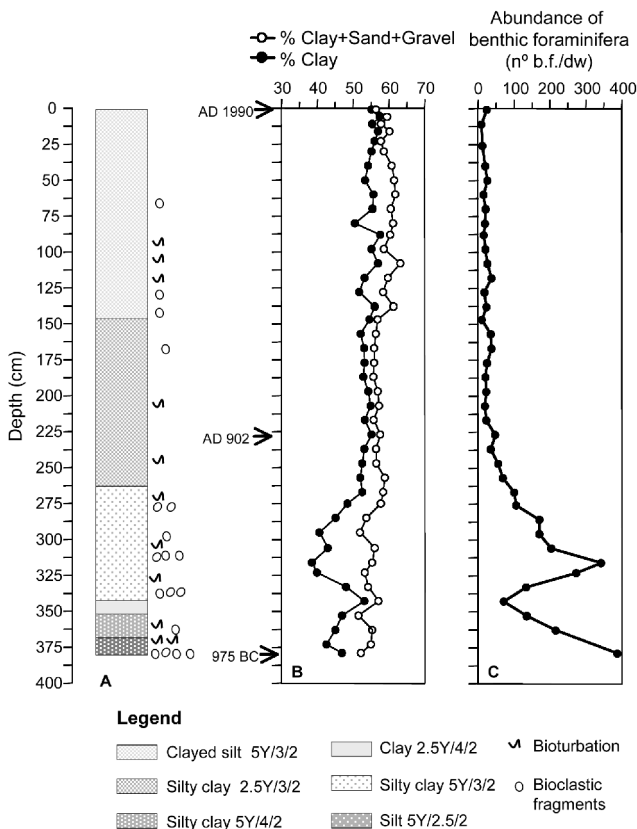 % Clay+Sand+Gravel
% Clay
Abundance of
benthic foraminifera
(nº b.f./dw)
30 40 50 60 70
0 100 200 300 400
Depth (cm)
0
25
50
75
100
125
150
175
200
225
250
275
300
325
350
375
400
AD 1990
AD 902
975 BC
A
B
C
Legend
Clayed silt 5Y/3/2
Clay 2.5Y/4/2
Bioturbation
Silty clay 2.5Y/3/2
Silty clay 5Y/3/2
Bioclastic
fragments
Silty clay 5Y/4/2
Silt 5Y/2.5/2